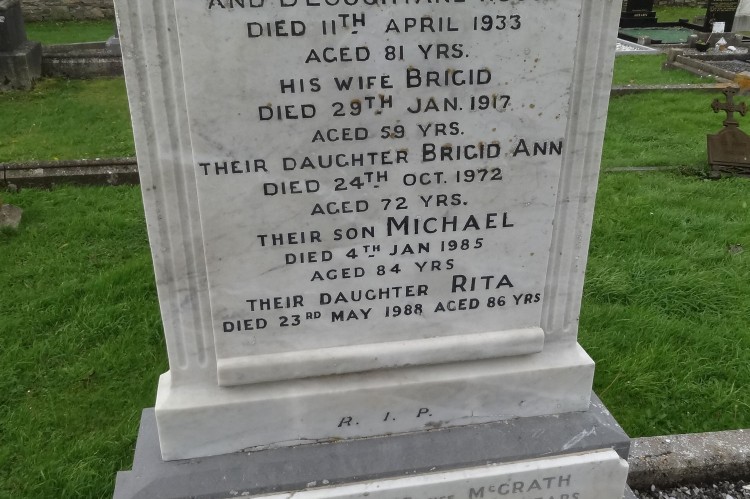 DIED 11TH APRIL 1933
AGED 81 YRS.
HIS WIFE BRIGID
DIED 29TH JAN. 1917
AGED 59 YRS.
THEIR DAUGHTER BRIGID ANN
DIED 24TH OCT. 1972
AGED 72 YRS.
THEIR SON MICHAEL
DIED 4TH JAN 1985
AGED 84 YRS
THEIR DAUGHTER RITA
DIED 23RD MAY 1988 AGED 86 YRS
R. I. P.
MCGRATH